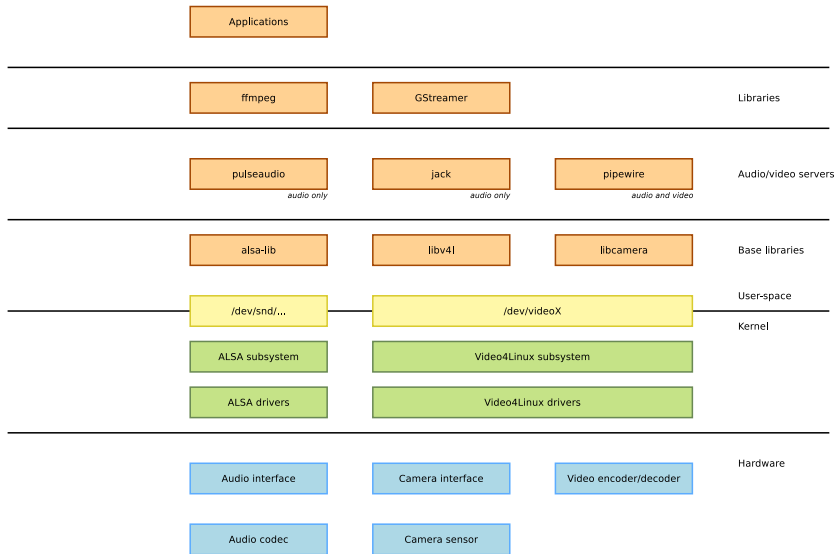 Applications
ffmpeg
GStreamer
Libraries
pulseaudio
jack
pipewire
Audio/video servers
audio only
audio only
audio and video
alsa-lib
libv4l
libcamera
Base libraries
User-space
/dev/snd/...
/dev/videoX
Kernel
ALSA subsystem
Video4Linux subsystem
ALSA drivers
Video4Linux drivers
Hardware
Audio interface
Camera interface
Video encoder/decoder
Audio codec
Camera sensor